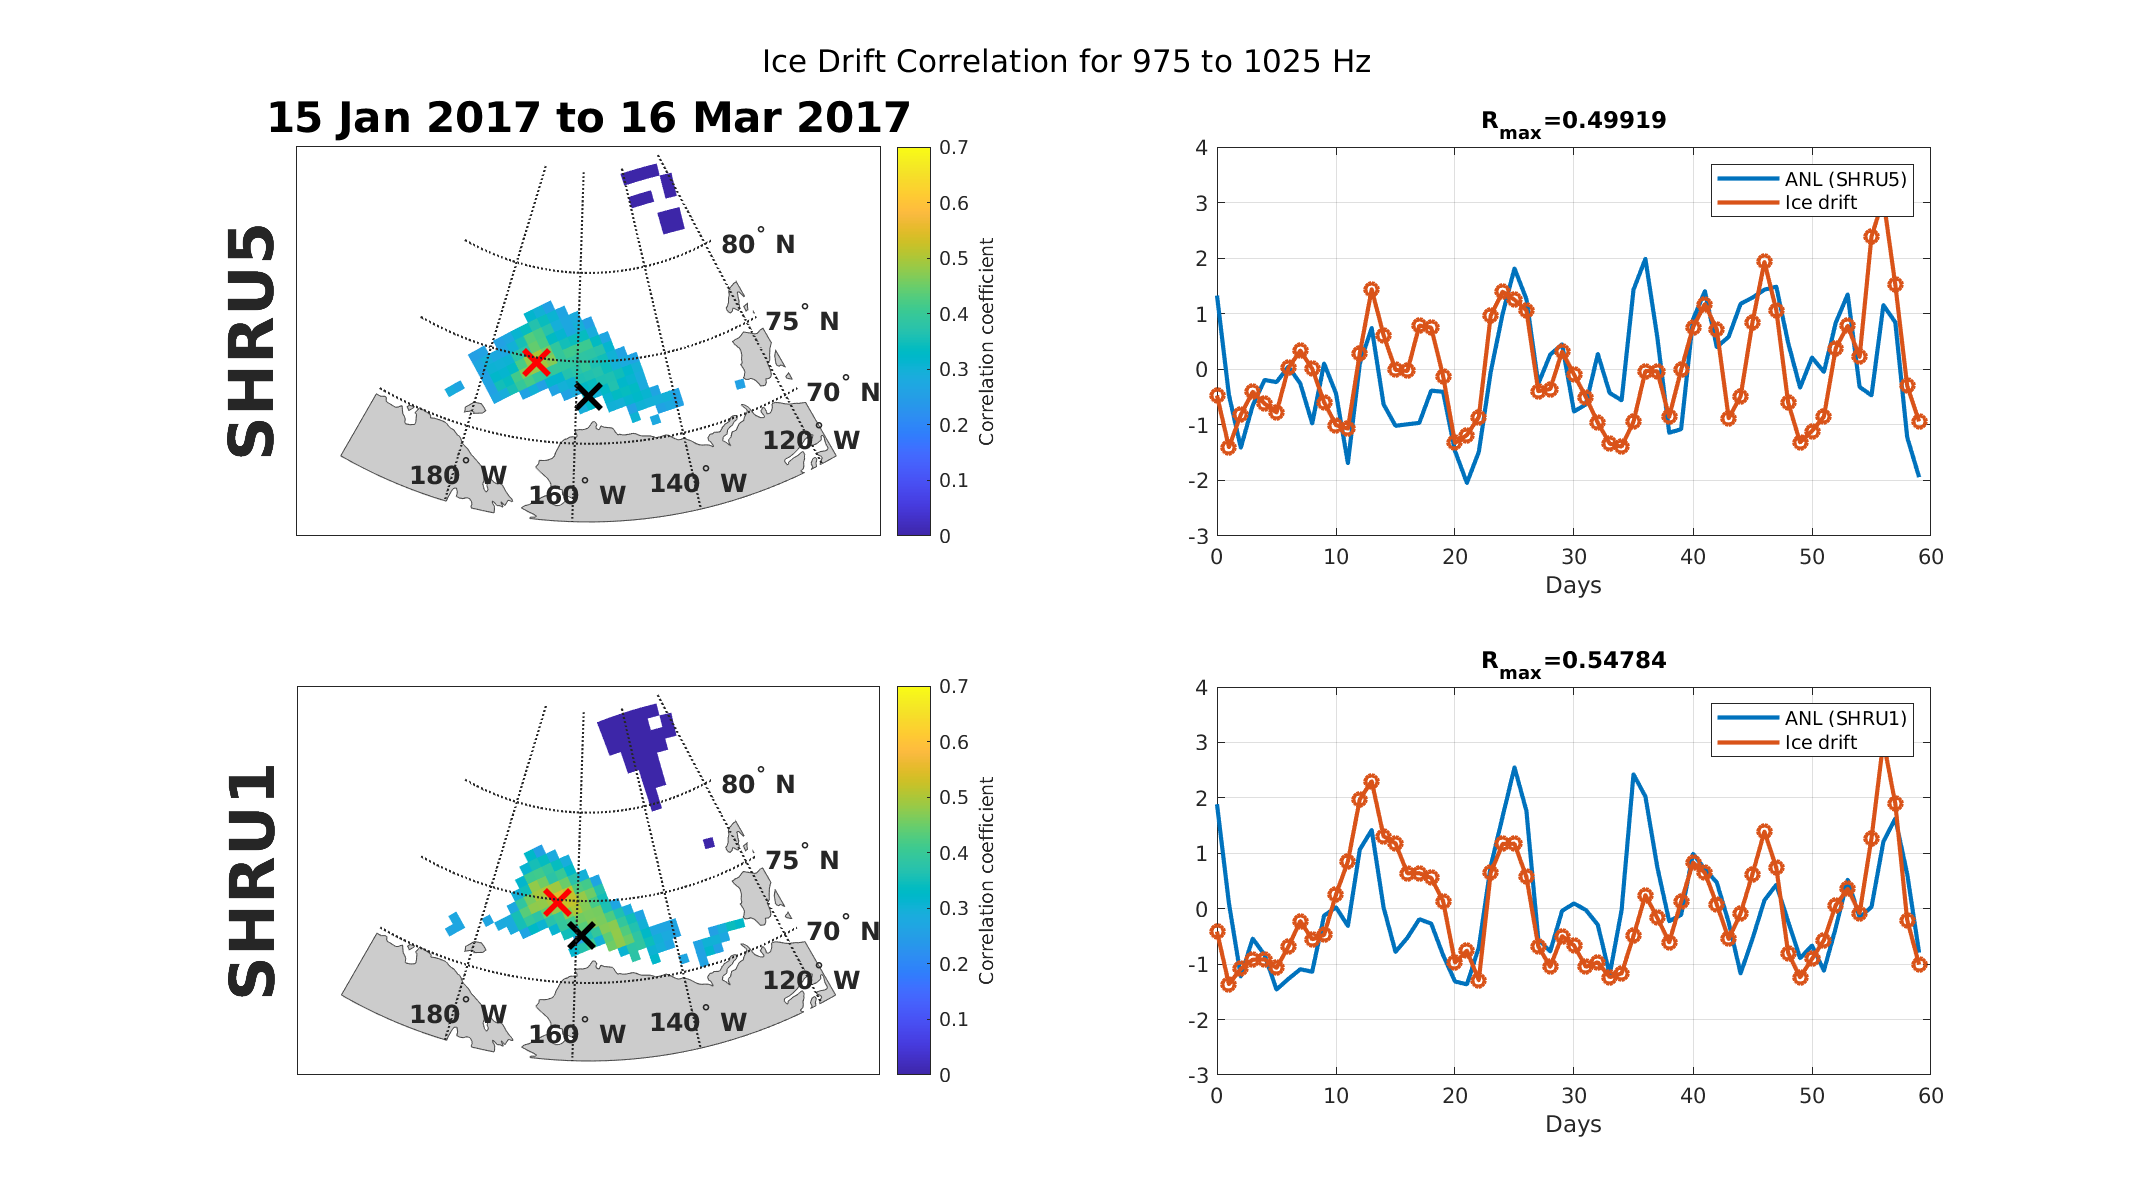 Ice Drift Correlation for 975 to 1025 Hz
15 Jan 2017 to 16 Mar 2017
SHRU5
80° N
75° N
70° N
120° W
180° W
160° W
140° W
0.7
0.6
0.5
0.4
0.3
0.2
0.1
0
Correlation coefficient
Rmax=0.49919
ANL (SHRU5)
Ice drift
4
3
2
1
0
-1
-2
-3
0 10 20 30 40 50 60
Days
SHRU1
80° N
75° N
70° N
120° W
180° W
160° W
140° W
0.7
0.6
0.5
0.4
0.3
0.2
0.1
0
Correlation coefficient
Rmax=0.54784
ANL (SHRU1)
Ice drift
4
3
2
1
0
-1
-2
-3
0 10 20 30 40 50 60
Days